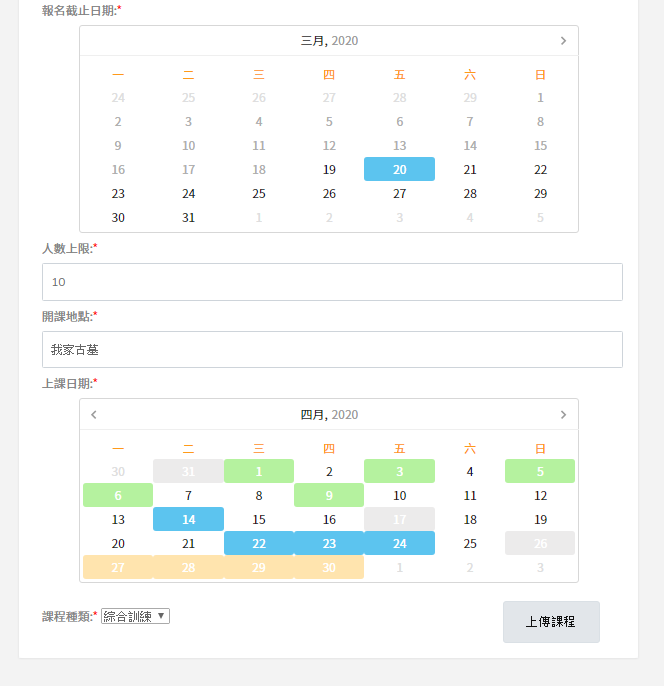 報名截止日期:*
三月, 2020 >
一 二 三 四 五 六 日
24 25 26 27 28 29 1
2 3 4 5 6 7 8
9 10 11 12 13 14 15
16 17 18 19 20 21 22
23 24 25 26 27 28 29
30 31 1 2 3 4 5
人數上限:*
10
開課地點:*
我家古墓
上課日期:*
< 四月, 2020 >
一 二 三 四 五 六 日
30 31 1 2 3 4 5
6 7 8 9 10 11 12
13 14 15 16 17 18 19
20 21 22 23 24 25 26
27 28 29 30 1 2 3
課程種類:* 綜合訓練 ▼ 上傳課程